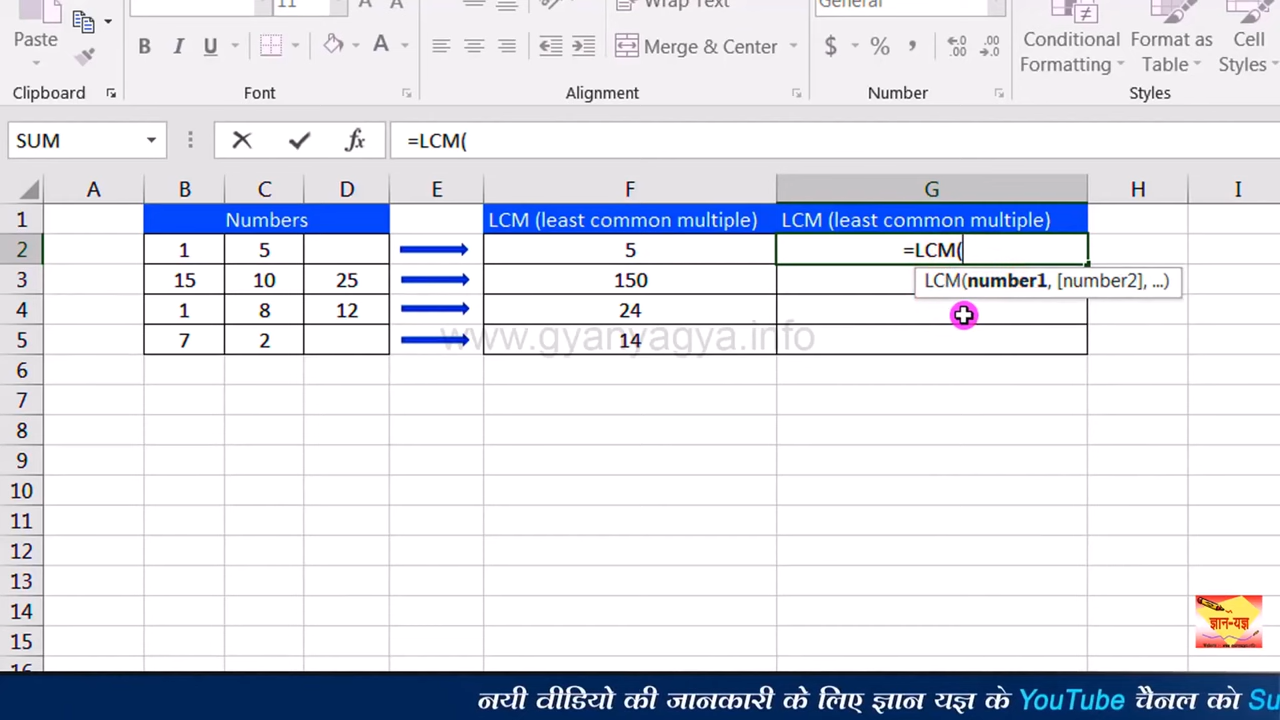 11
Wrap Text
General
Paste
B I U
A
Merge & Center
$ % ,
Conditional Formatting
Format as Table
Cell Styles
Clipboard
Font
Alignment
Number
Styles
SUM
fx
=LCM(
A B C D E F G H I
1 Numbers LCM (least common multiple) LCM (least common multiple)
2 1 5 5 =LCM(
3 15 10 25 150 LCM(number1, [number2], ...)
4 1 8 12 24
www.gyanyagya.info
5 7 2 14
6
7
8
9
10
11
12
13
14
15
ज्ञान-यज्ञ
नयी वीडियो की जानकारी के लिए ज्ञान यज्ञ के YouTube चैनल को Su